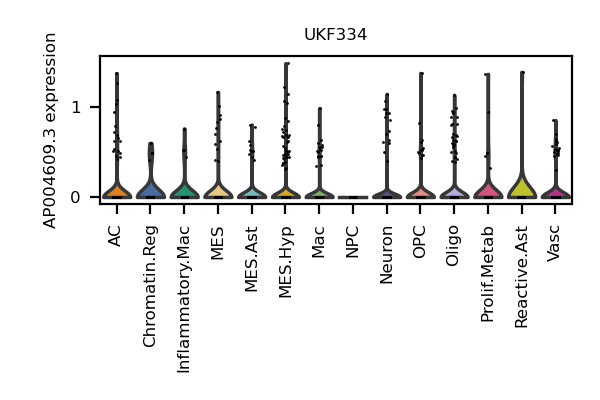 UKF334
AP004609.3 expression
1
0
AC
Chromatin.Reg
Inflammatory.Mac
MES
MES.Ast
MES.Hyp
Mac
NPC
Neuron
OPC
Oligo
Prolif.Metab
Reactive.Ast
Vasc